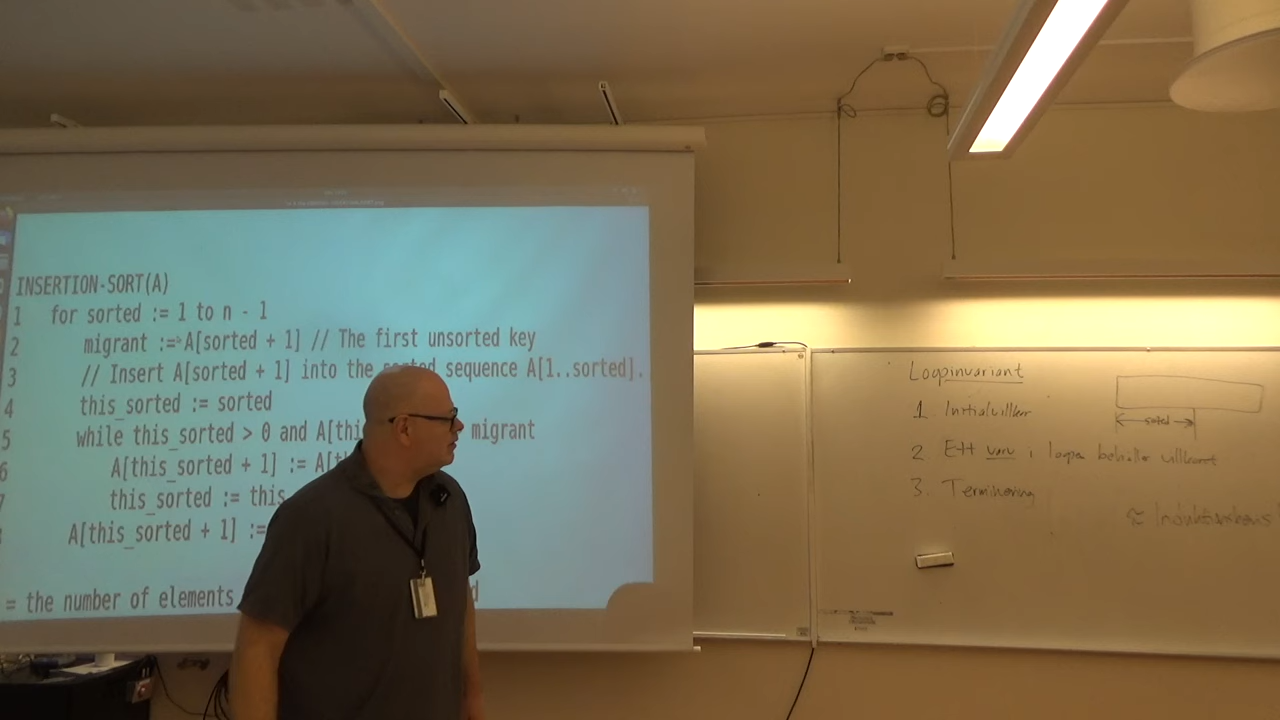 INSERTION-SORT(A)
1 for sorted := 1 to n - 1
2 migrant := A[sorted + 1] // The first unsorted key
3 // Insert A[sorted + 1] into the sorted sequence A[1..sorted].
4 this_sorted := sorted
5 while this_sorted > 0 and A[thi migrant
6 A[this_sorted + 1] := A[t
7 this_sorted := this
A[this_sorted + 1] :=
= the number of elements
Loopinvariant
1. Initialvillkor
2. Ett varv i loopen behåller villkoret
3. Terminering
sorted
≈ Induktionsbevis